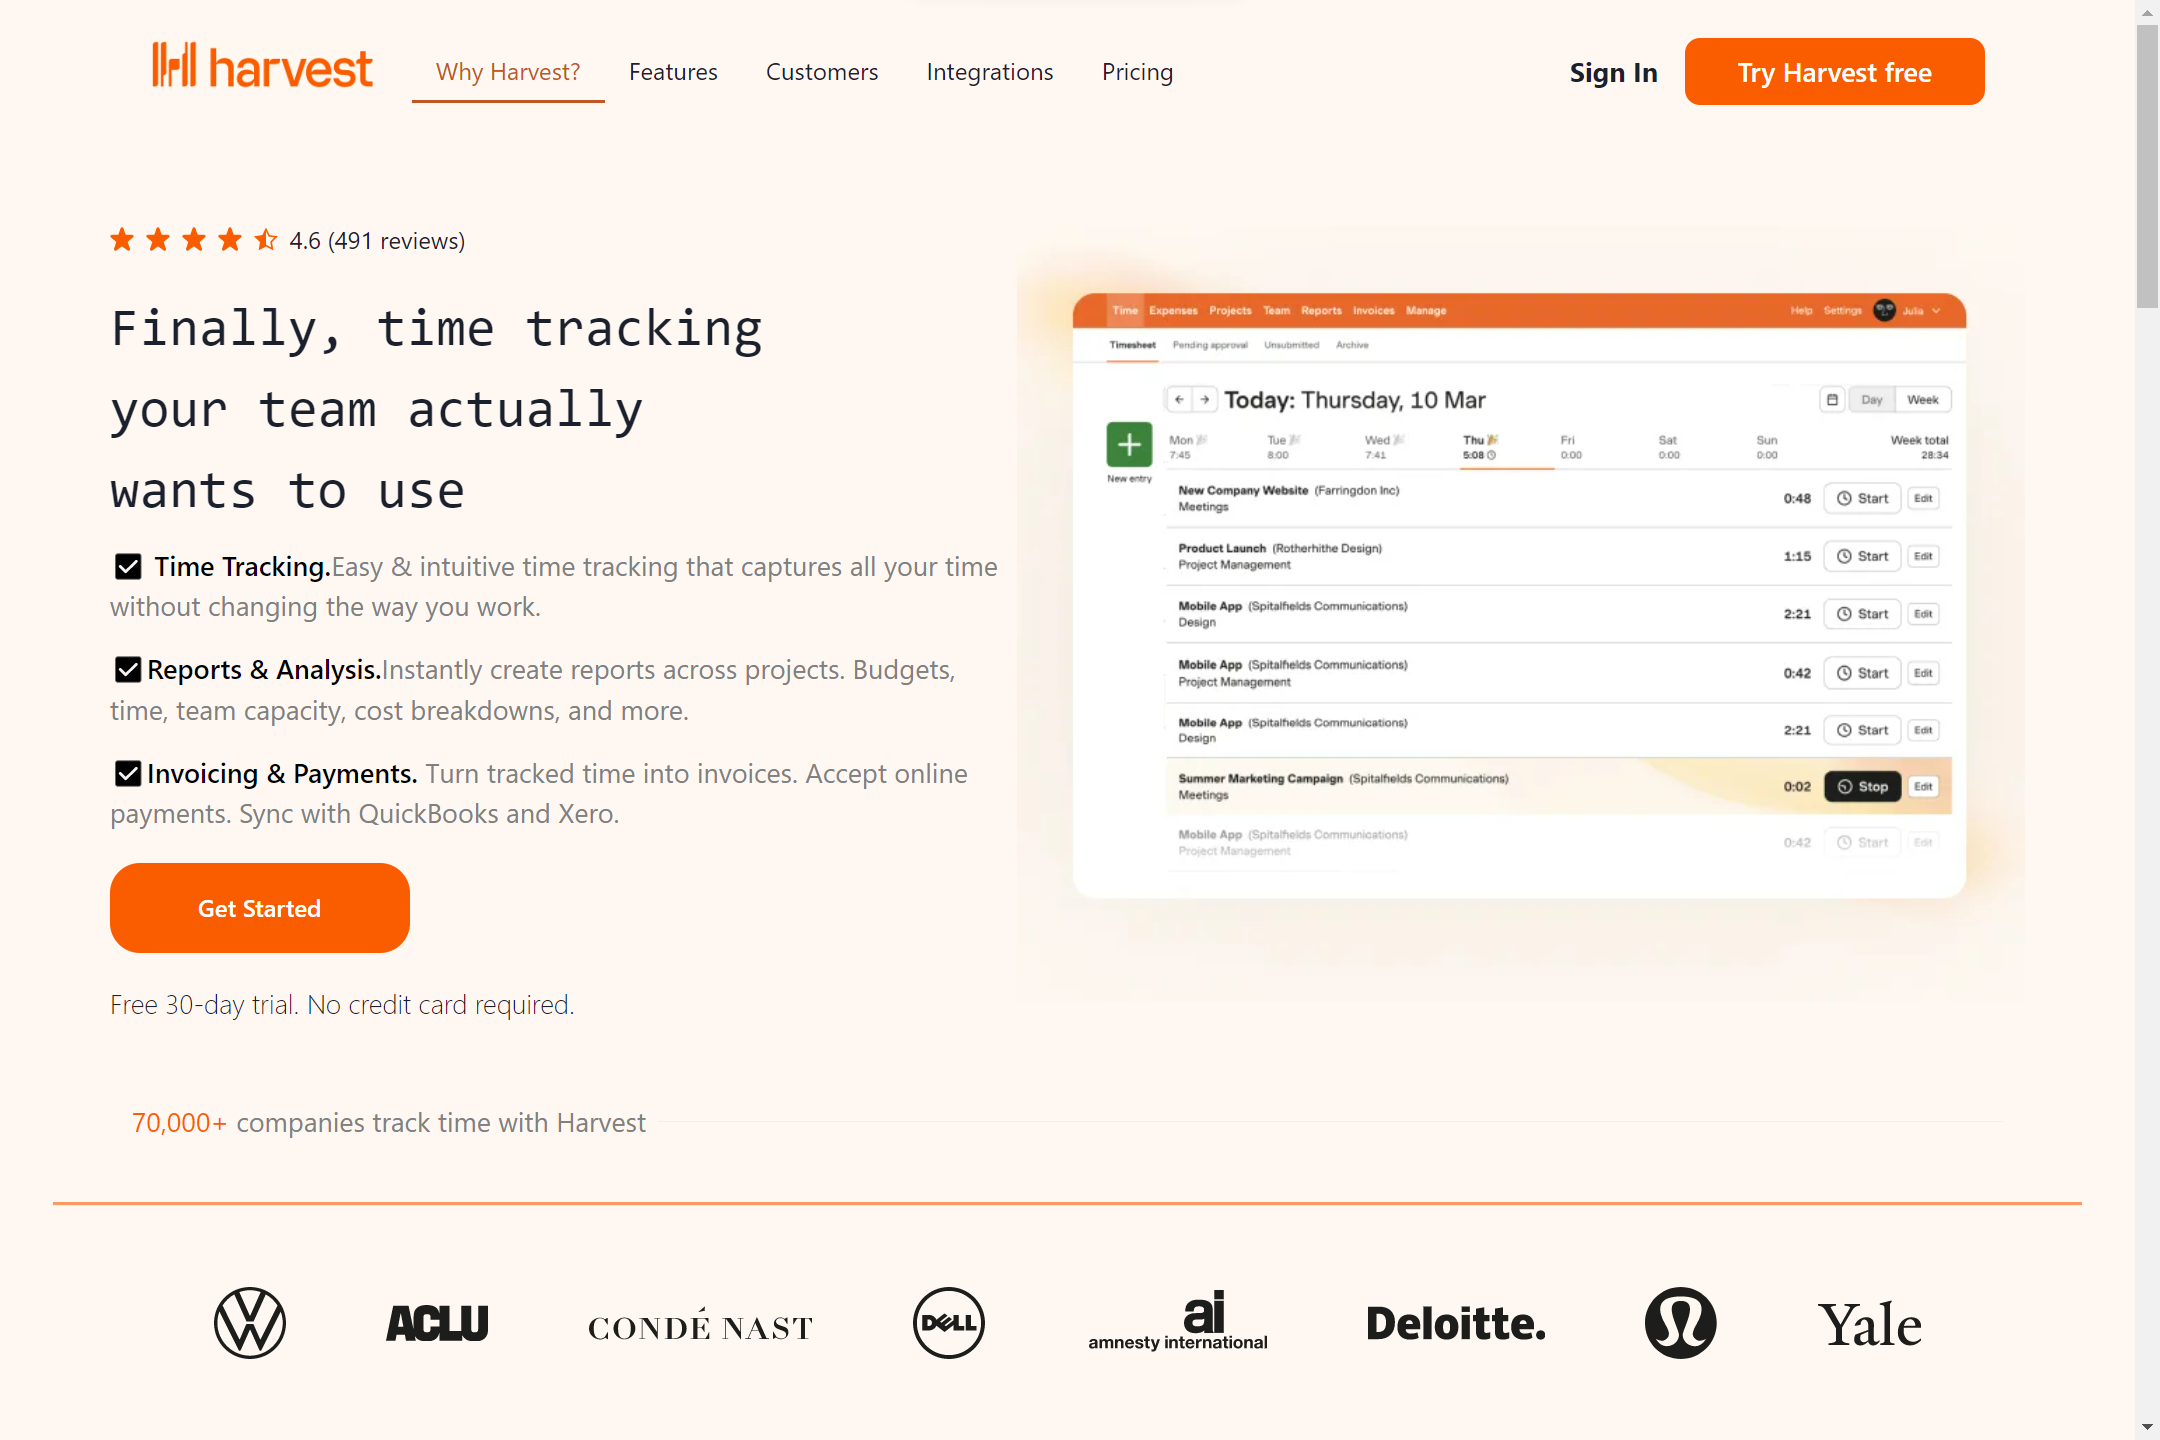 harvest
Why Harvest?
Features
Customers
Integrations
Pricing
Sign In
Try Harvest free
4.6 (491 reviews)
Finally, time tracking
your team actually
wants to use
Time Tracking.Easy & intuitive time tracking that captures all your time
without changing the way you work.
Reports & Analysis.Instantly create reports across projects. Budgets,
time, team capacity, cost breakdowns, and more.
Invoicing & Payments. Turn tracked time into invoices. Accept online
payments. Sync with QuickBooks and Xero.
Get Started
Free 30-day trial. No credit card required.
Time Expenses Projects Team Reports Invoices Manage
Help Settings Julia
Timesheet Pending approval Unsubmitted Archive
Today: Thursday, 10 Mar
Day Week
New entry
Mon Tue Wed Thu Fri Sat Sun Week total
7:45 8:00 7:41 5:08 0:00 0:00 0:00 28:34
New Company Website (Farringdon Inc)
Meetings
0:48 Start Edit
Product Launch (Rotherhithe Design)
Project Management
1:15 Start Edit
Mobile App (Spitalfields Communications)
Design
2:21 Start Edit
Mobile App (Spitalfields Communications)
Project Management
0:42 Start Edit
Mobile App (Spitalfields Communications)
Design
2:21 Start Edit
Summer Marketing Campaign (Spitalfields Communications)
Meetings
0:02 Stop Edit
Mobile App (Spitalfields Communications)
Project Management
0:42 Start Edit
70,000+ companies track time with Harvest
VW
ACLU
CONDÉ NAST
DELL
ai
amnesty international
Deloitte.
Yale